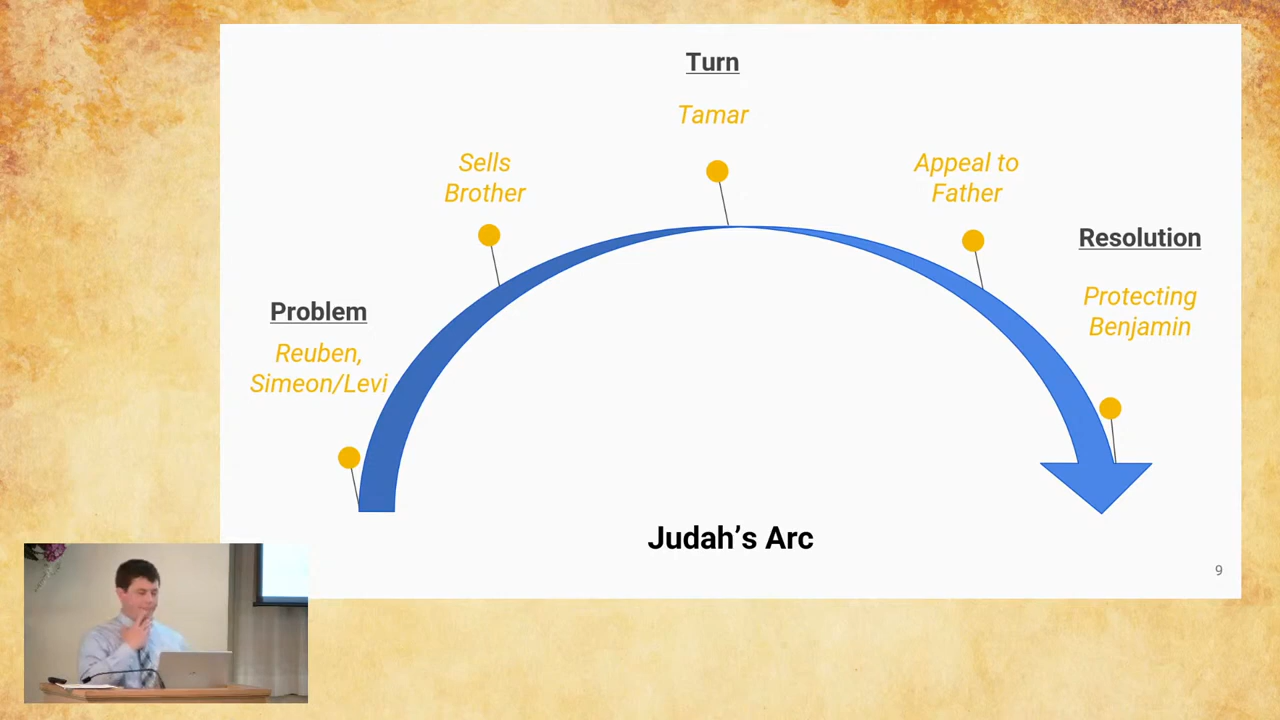 Turn
Tamar
Sells
Brother
Appeal to
Father
Resolution
Protecting
Benjamin
Problem
Reuben,
Simeon/Levi
Judah’s Arc
9